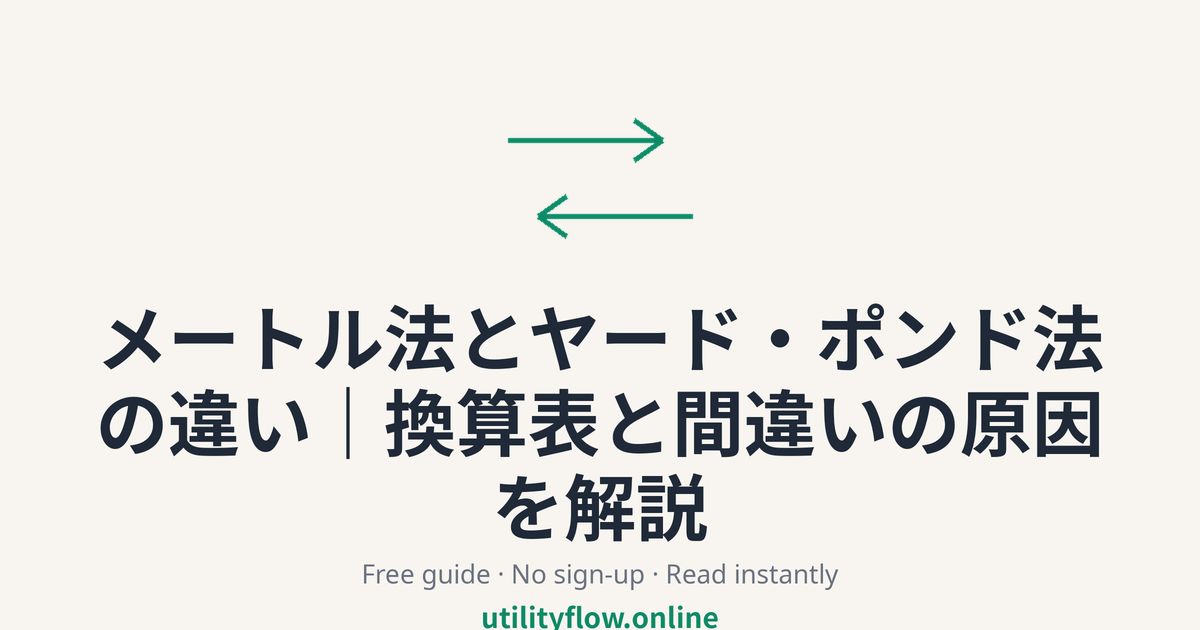 メートル法とヤード・ポンド法
の違い｜換算表と間違いの原因
を解説
Free guide · No sign-up · Read instantly
utilityflow.online